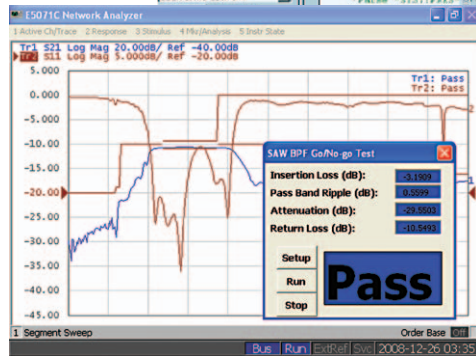 E5071C Network Analyzer
1 Active Ch/Trace 2 Response 3 Stimulus 4 Mkr/Analysis 5 Instr State
Tr1 S21 Log Mag 20.00dB/ Ref -40.00dB
Tr2 S11 Log Mag 5.000dB/ Ref -20.00dB
5.000
Tr1: Pass
Tr2: Pass
0.000
-5.000
-10.00
-15.00
-20.00
-25.00
-30.00
-35.00
-40.00
-45.00
2
1
SAW BPF Go/No-go Test
Insertion Loss (dB): -3.1909
Pass Band Ripple (dB): 0.5599
Attenuation (dB): -29.5503
Return Loss (dB): -10.5493
Setup
Run
Stop
Pass
1 Segment Sweep
Order Base Off
Bus Run ExtRef Svc 2008-12-26 03:35